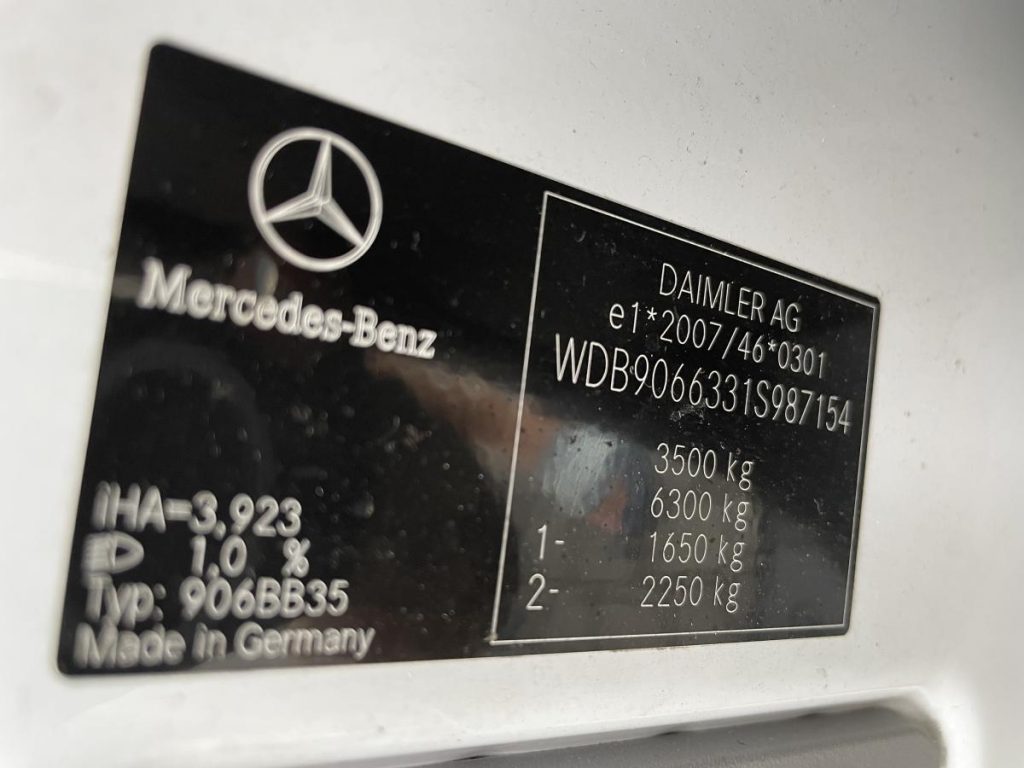 Mercedes-Benz
iHA=3,923
1,0 %
Typ: 906BB35
Made in Germany
DAIMLER AG
e1*2007/46*0301
WDB9066331S987154
3500 kg
6300 kg
1- 1650 kg
2- 2250 kg